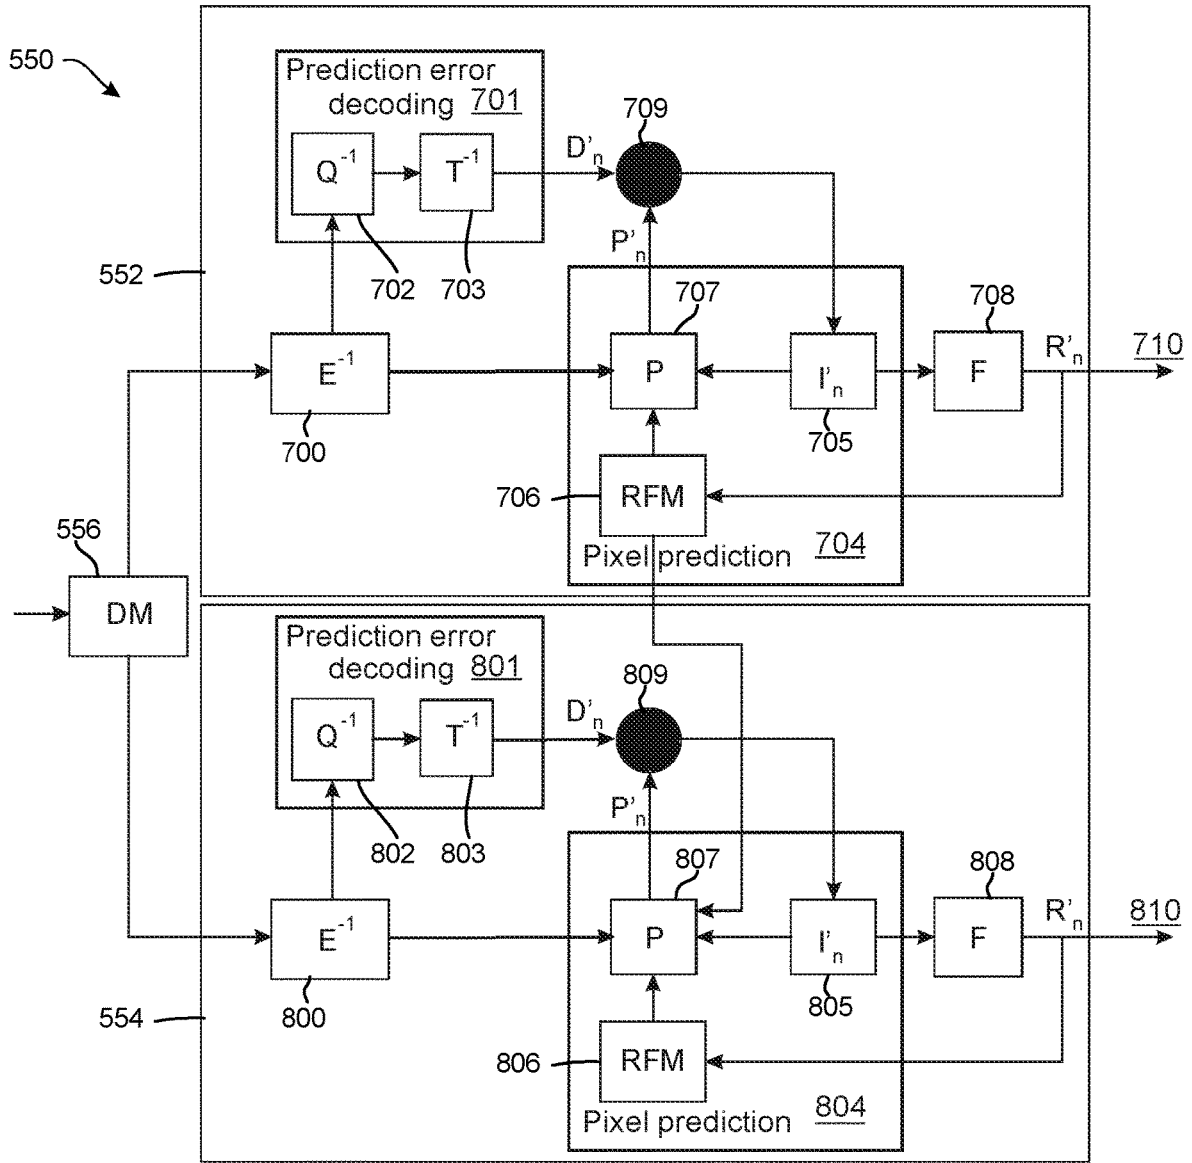 550
Prediction error
decoding 701
709
Q⁻¹
T⁻¹
D'n
P'n
552
702
703
707
708
E⁻¹
P
I'n
F
R'n
710
700
705
706
RFM
Pixel prediction 704
556
DM
Prediction error
decoding 801
809
Q⁻¹
T⁻¹
D'n
P'n
802
803
807
808
E⁻¹
P
I'n
F
R'n
810
554
800
805
806
RFM
Pixel prediction 804